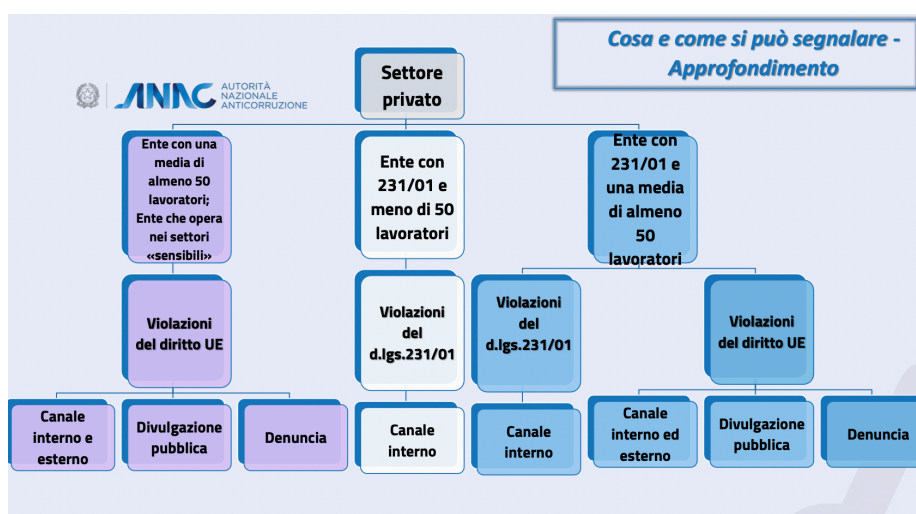 Cosa e come si può segnalare -
Approfondimento
ANAC
AUTORITÀ
NAZIONALE
ANTICORRUZIONE
Settore
privato
Ente con una
media di
almeno 50
lavoratori;
Ente che opera
nei settori
«sensibili»
Ente con
231/01 e
meno di 50
lavoratori
Ente con
231/01 e
una media
di almeno
50
lavoratori
Violazioni
del diritto UE
Violazioni
del
d.lgs.231/01
Violazioni
del
d.lgs.231/01
Violazioni
del diritto UE
Canale
interno e
esterno
Divulgazione
pubblica
Denuncia
Canale
interno
Canale
interno
Canale
interno ed
esterno
Divulgazione
pubblica
Denuncia